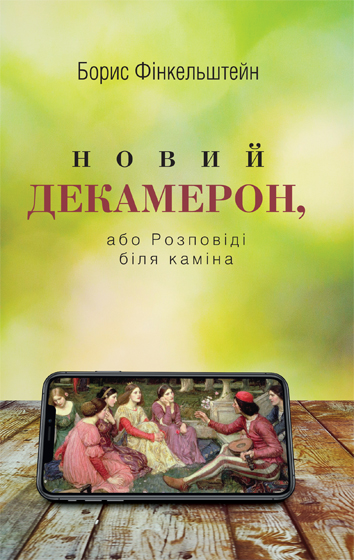 Борис Фінкельштейн
НОВИЙ
ДЕКАМЕРОН,
або Розповіді
біля каміна